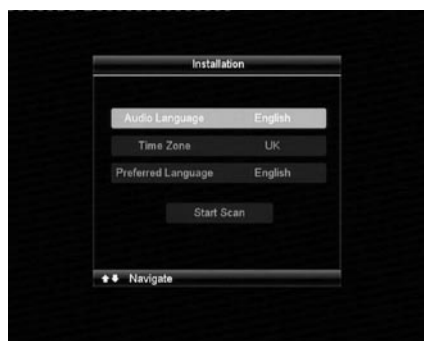 Installation
Audio Language English
Time Zone UK
Preferred Language English
Start Scan
Navigate